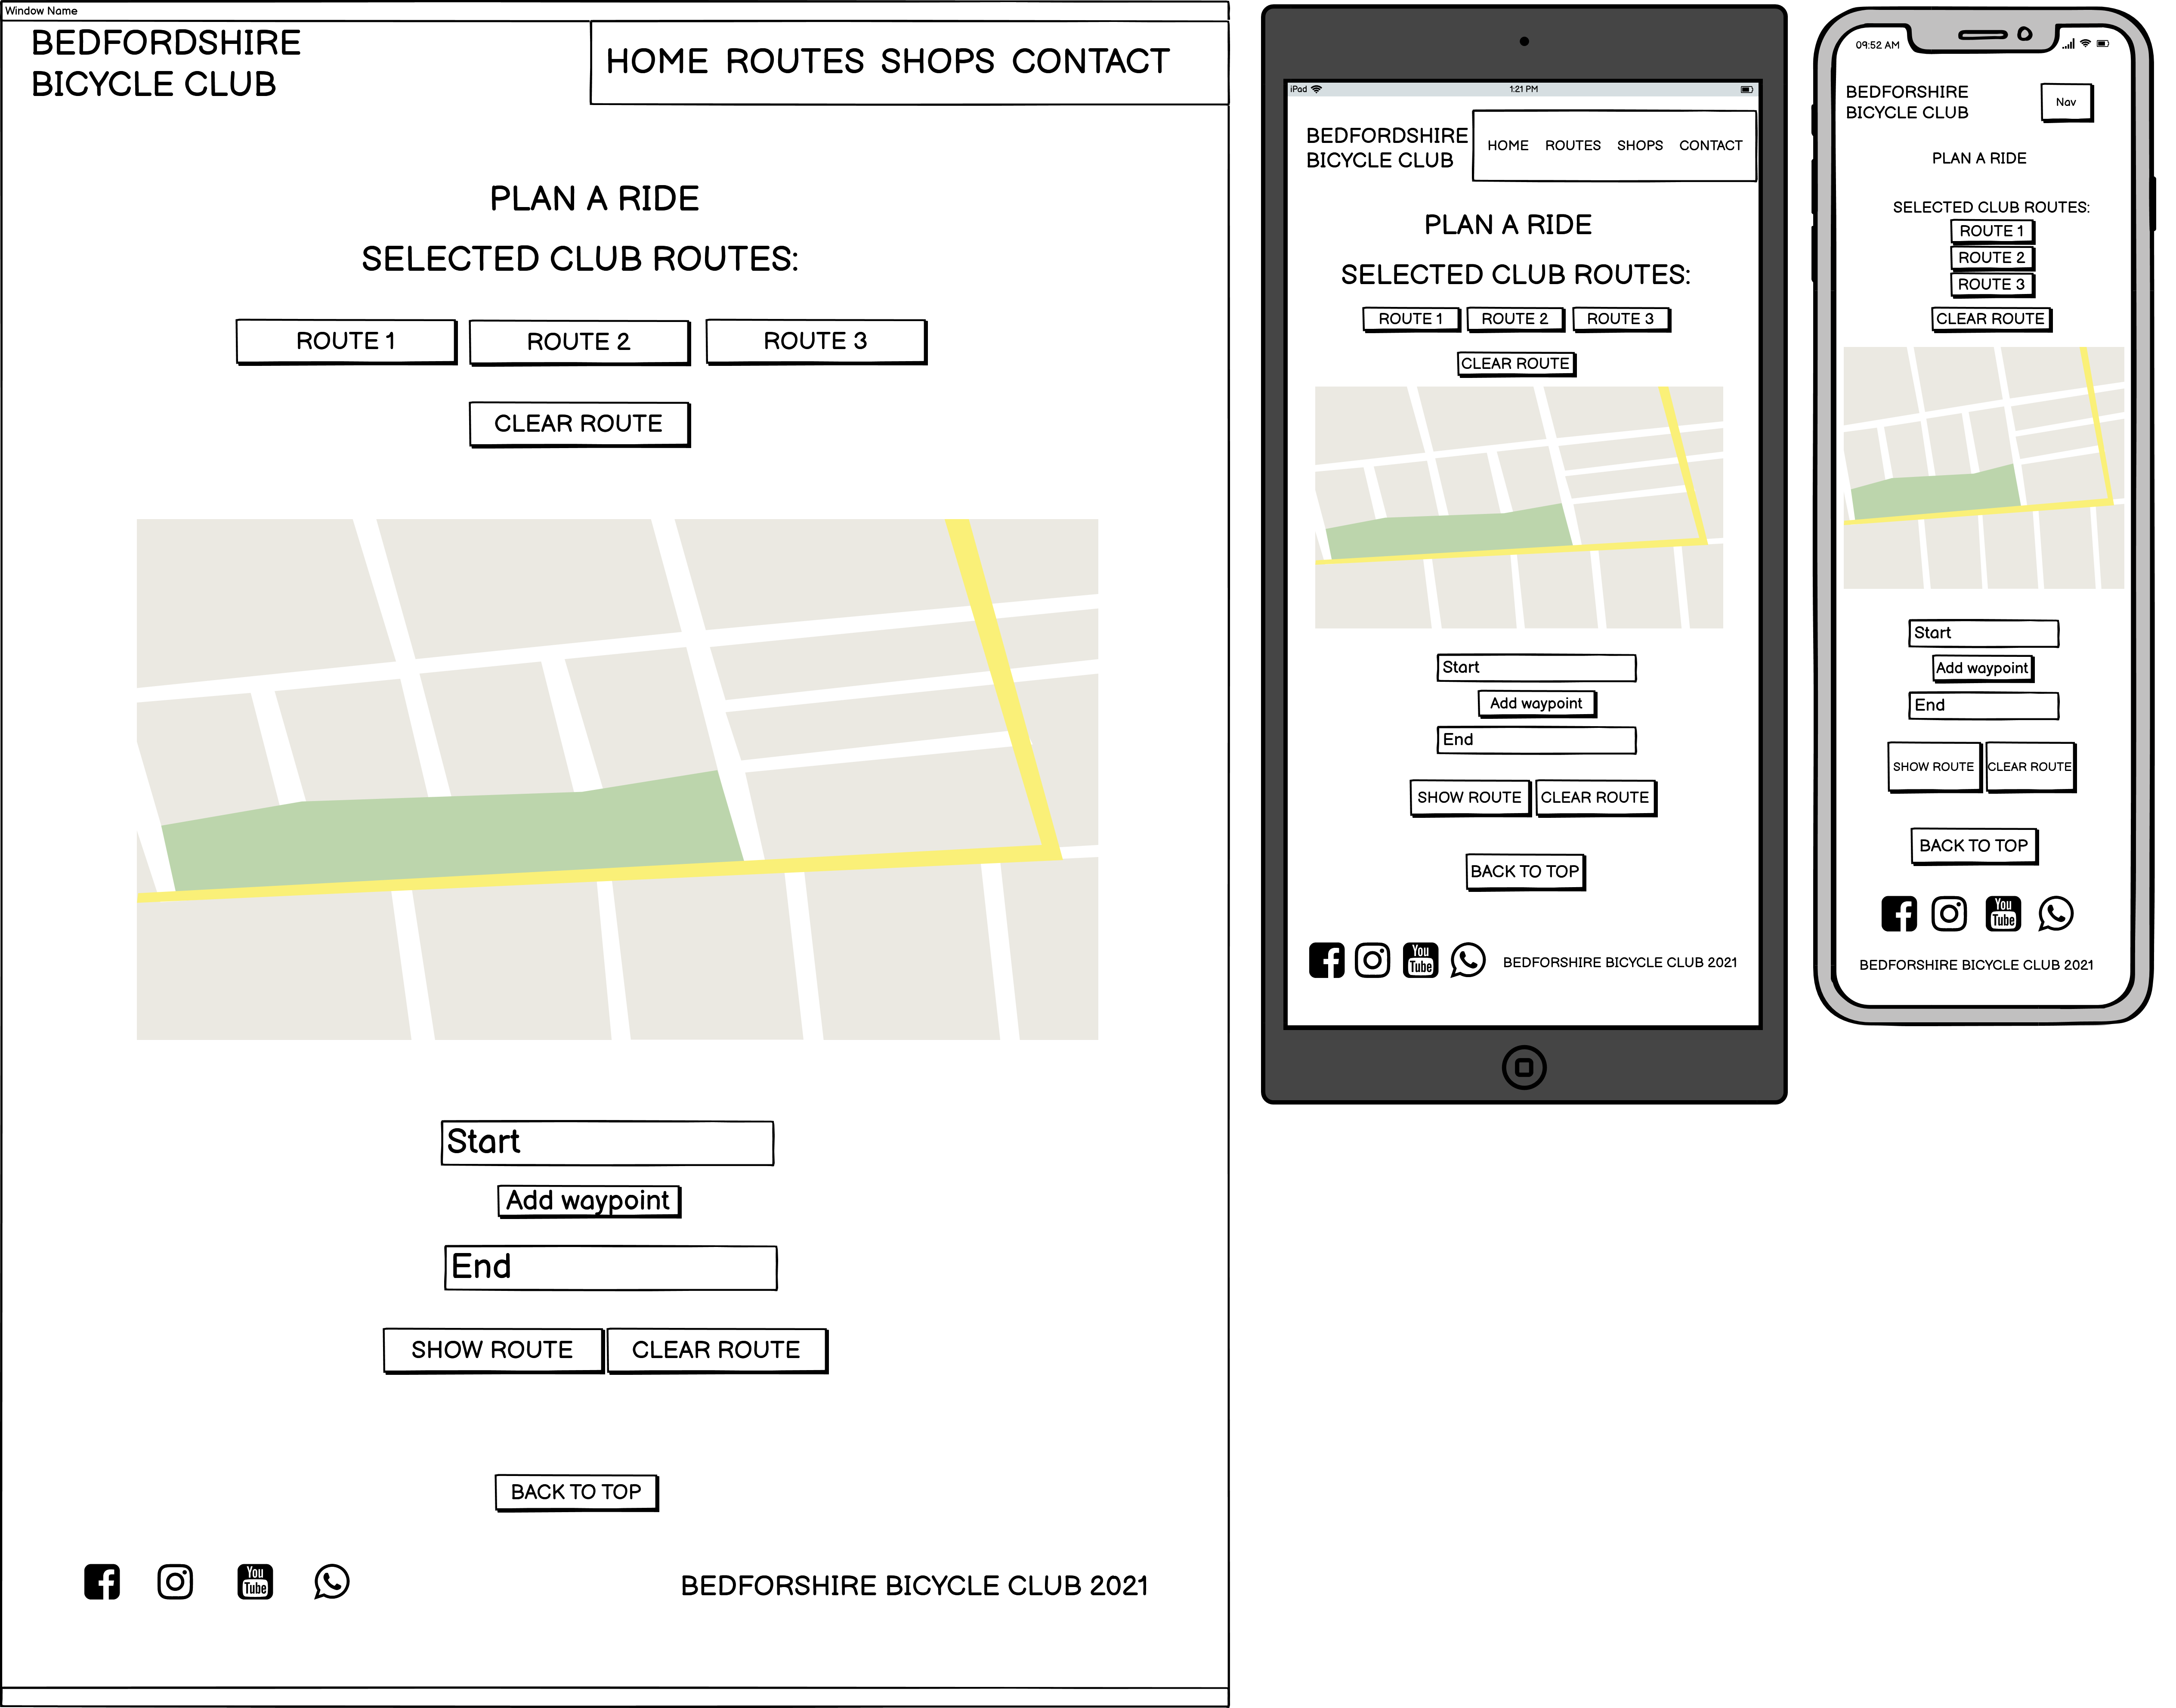 Window Name
BEDFORDSHIRE
BICYCLE CLUB
HOME ROUTES SHOPS CONTACT
PLAN A RIDE
SELECTED CLUB ROUTES:
ROUTE 1
ROUTE 2
ROUTE 3
CLEAR ROUTE
Start
Add waypoint
End
SHOW ROUTE
CLEAR ROUTE
BACK TO TOP
You
Tube
BEDFORSHIRE BICYCLE CLUB 2021
iPad
1:21 PM
BEDFORDSHIRE
BICYCLE CLUB
HOME ROUTES SHOPS CONTACT
PLAN A RIDE
SELECTED CLUB ROUTES:
ROUTE 1
ROUTE 2
ROUTE 3
CLEAR ROUTE
Start
Add waypoint
End
SHOW ROUTE
CLEAR ROUTE
BACK TO TOP
You
Tube
BEDFORSHIRE BICYCLE CLUB 2021
09:52 AM
BEDFORSHIRE
BICYCLE CLUB
Nav
PLAN A RIDE
SELECTED CLUB ROUTES:
ROUTE 1
ROUTE 2
ROUTE 3
CLEAR ROUTE
Start
Add waypoint
End
SHOW ROUTE
CLEAR ROUTE
BACK TO TOP
You
Tube
BEDFORSHIRE BICYCLE CLUB 2021